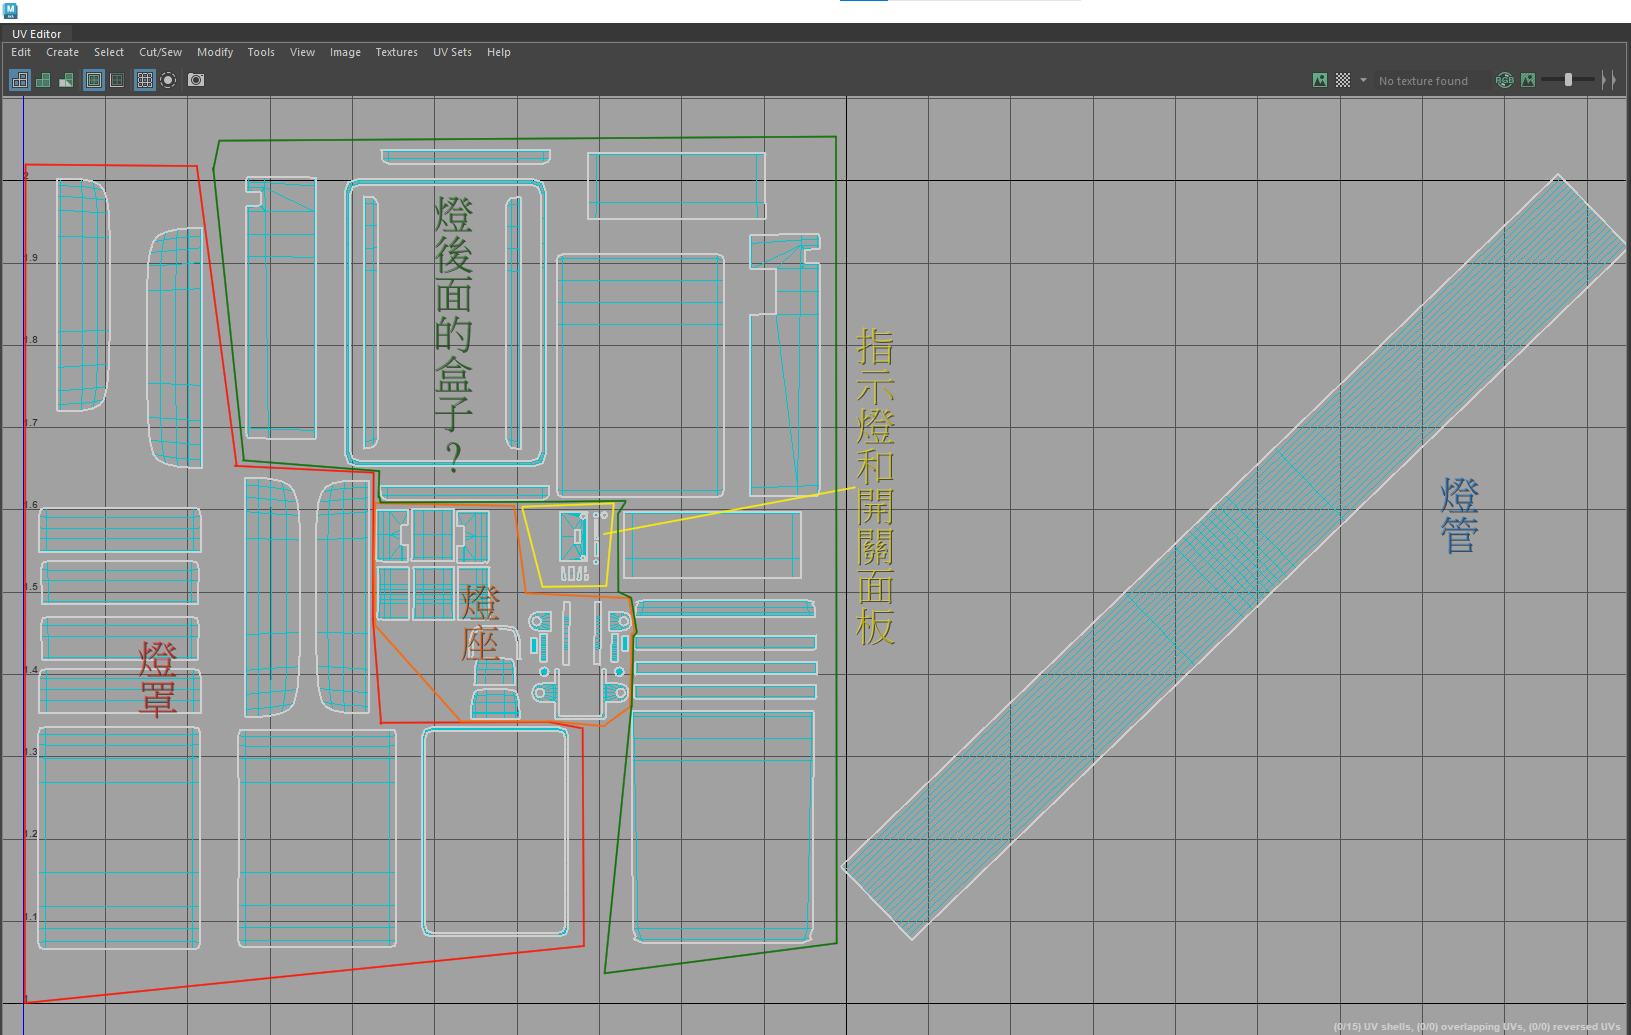 M
UV Editor
Edit Create Select Cut/Sew Modify Tools View Image Textures UV Sets Help
No texture found
RGB
2
1.9
1.8
1.7
1.6
1.5
1.4
1.3
1.2
1.1
1
燈後面的盒子?
指示燈和開關面板
燈管
燈座
燈罩
(0/15) UV shells, (0/0) overlapping UVs, (0/0) reversed UVs